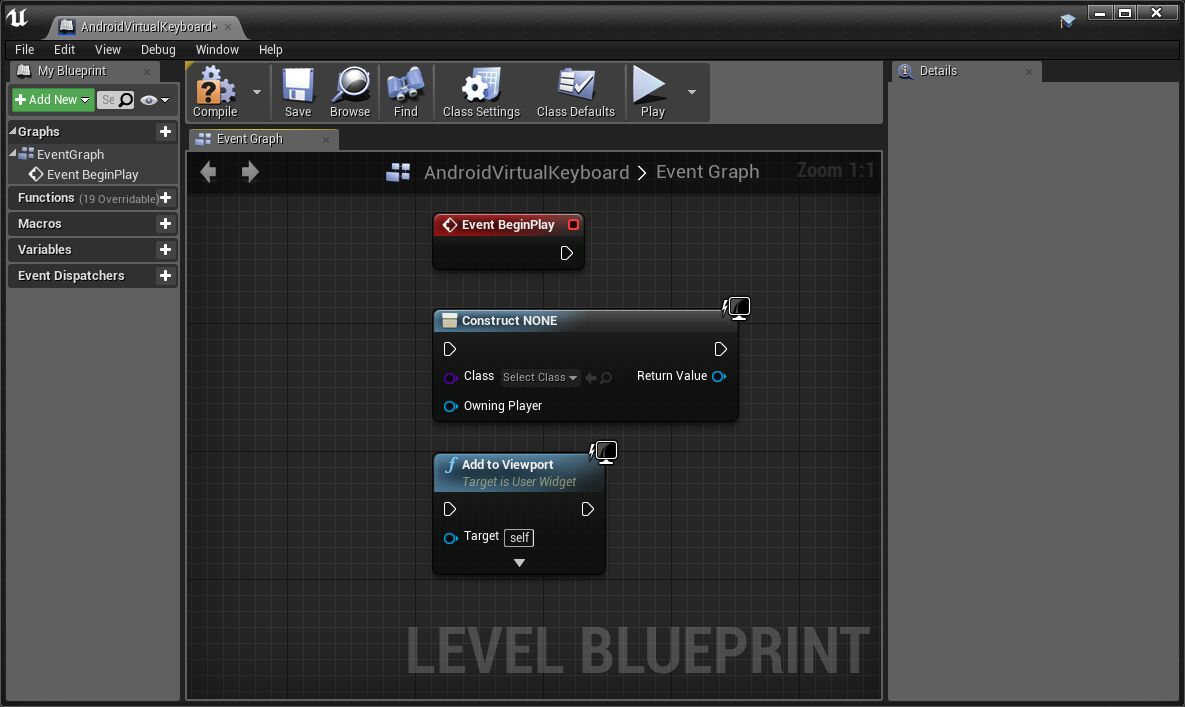 AndroidVirtualKeyboard*
File Edit View Debug Window Help
My Blueprint
Add New
Se
Graphs
EventGraph
Event BeginPlay
Functions (19 Overridable)
Macros
Variables
Event Dispatchers
Compile Save Browse Find Class Settings Class Defaults Play
Event Graph
AndroidVirtualKeyboard > Event Graph
Zoom 1:1
Event BeginPlay
Construct NONE
Class Select Class
Return Value
Owning Player
Add to Viewport
Target is User Widget
Target self
LEVEL BLUEPRINT
Details